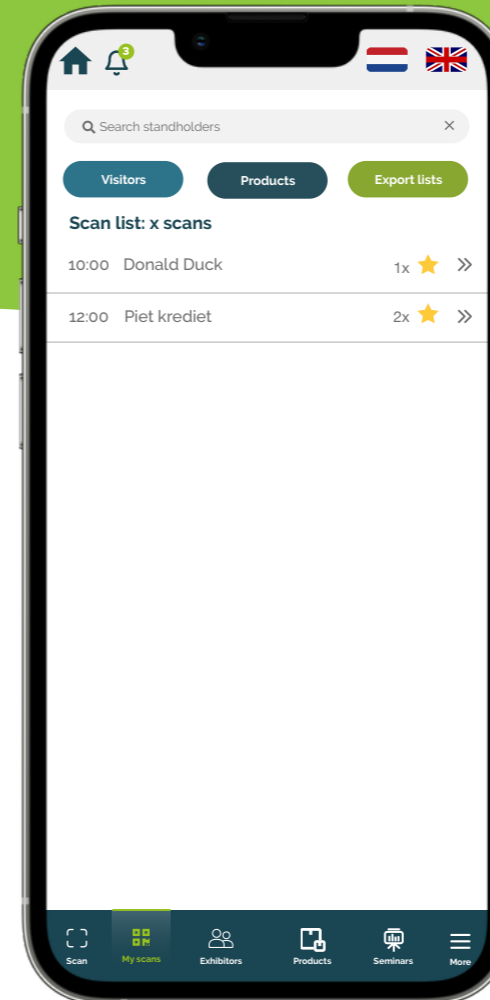 3
Search standholders
Visitors
Products
Export lists
Scan list: x scans
10:00 Donald Duck 1x
12:00 Piet krediet 2x
Scan
My scans
Exhibitors
Products
Seminars
More